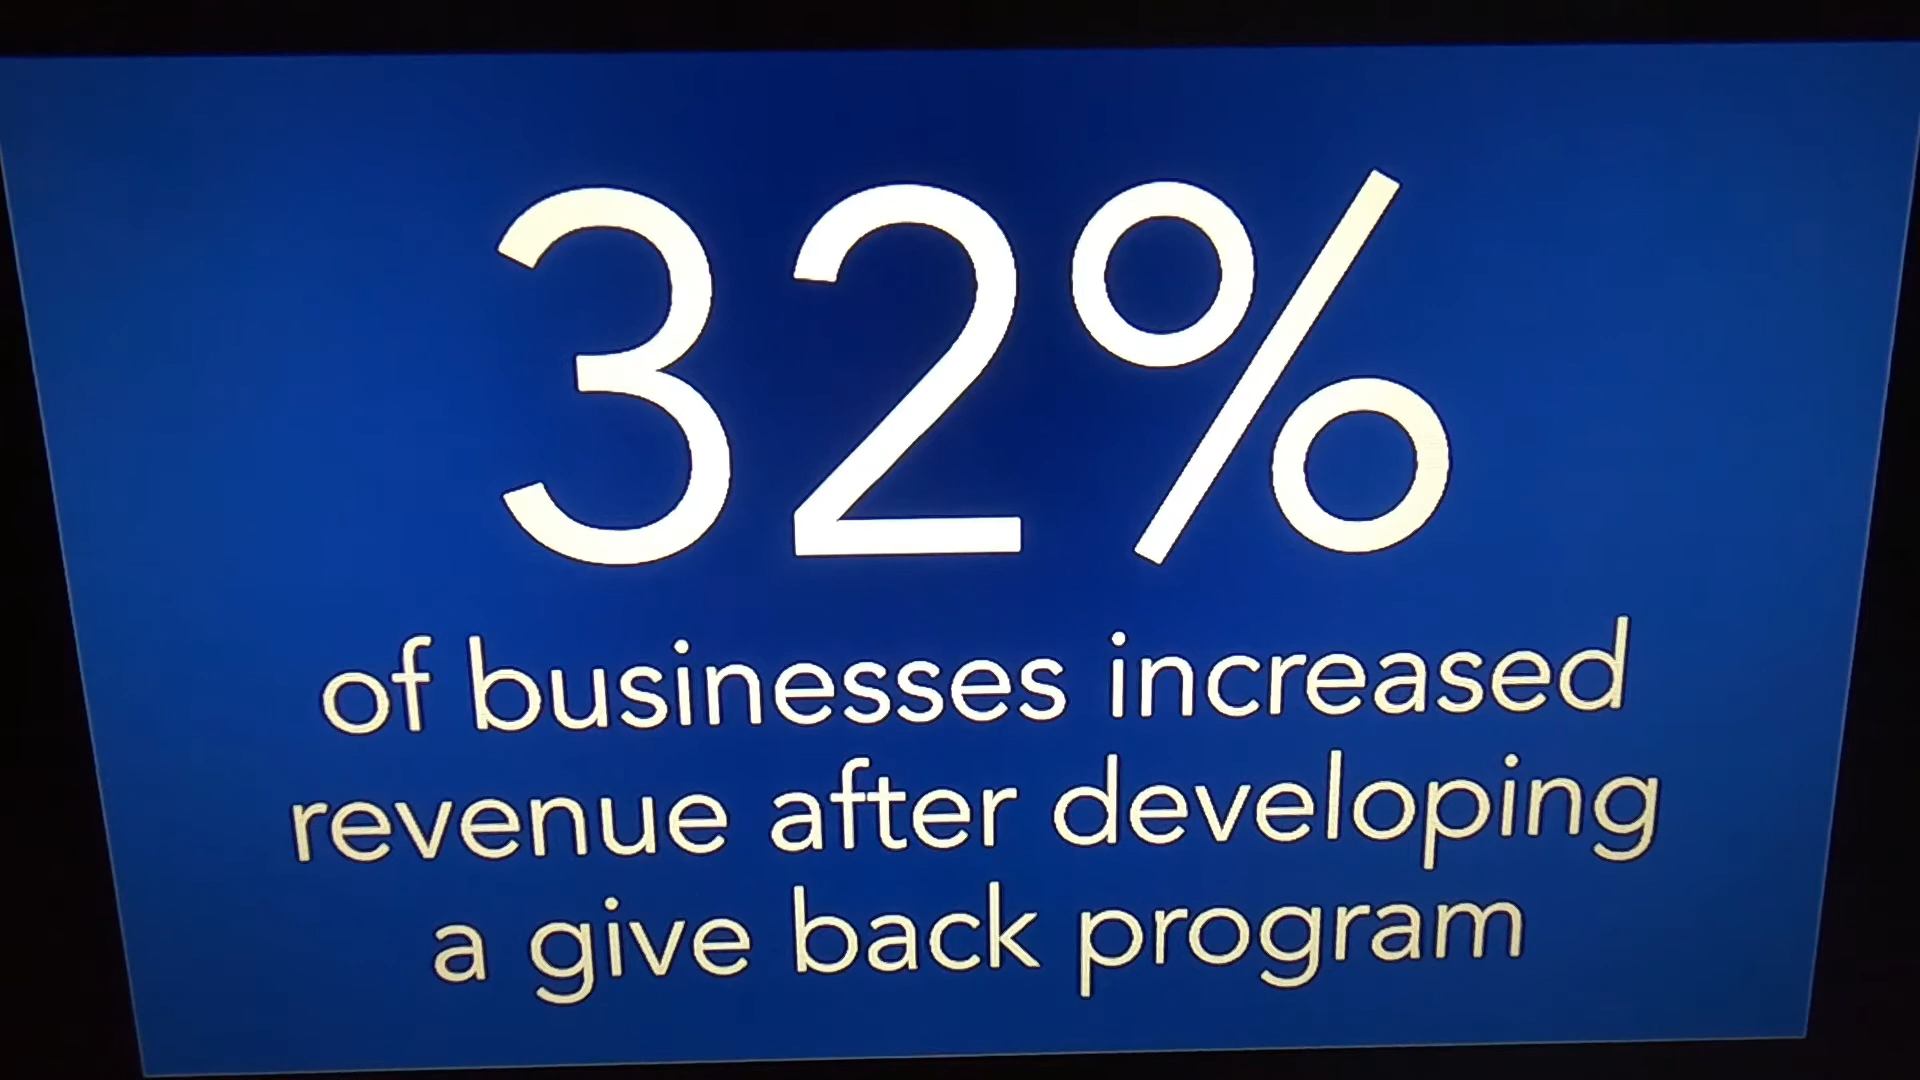 32%
of businesses increased
revenue after developing
a give back program